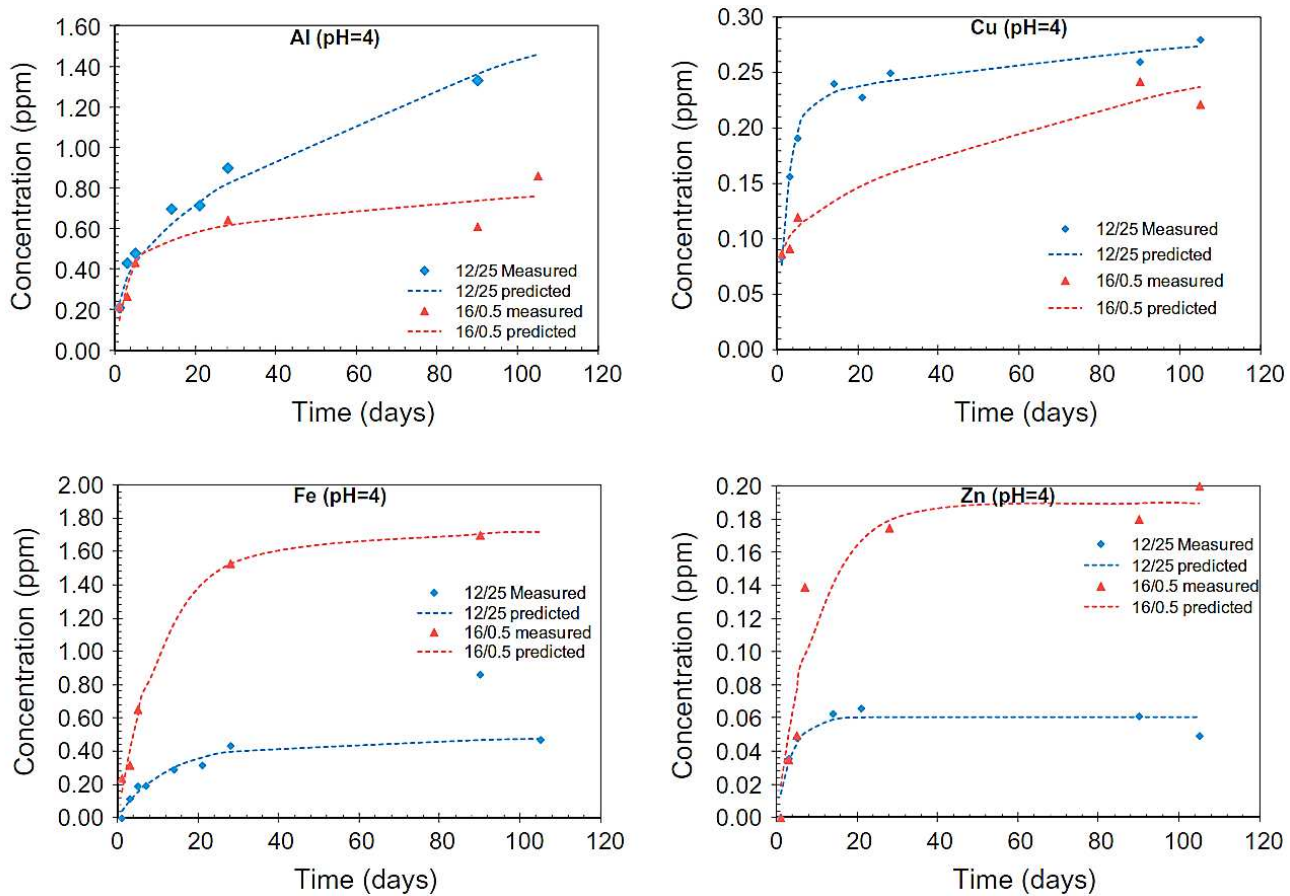 Al (pH=4)
Concentration (ppm)
1.60
1.40
1.20
1.00
0.80
0.60
0.40
0.20
0.00
12/25 Measured
12/25 predicted
16/0.5 measured
16/0.5 predicted
0 20 40 60 80 100 120
Time (days)
Cu (pH=4)
Concentration (ppm)
0.30
0.25
0.20
0.15
0.10
0.05
0.00
12/25 Measured
12/25 predicted
16/0.5 measured
16/0.5 predicted
0 20 40 60 80 100 120
Time (days)
Fe (pH=4)
Concentration (ppm)
2.00
1.80
1.60
1.40
1.20
1.00
0.80
0.60
0.40
0.20
0.00
12/25 Measured
12/25 predicted
16/0.5 measured
16/0.5 predicted
0 20 40 60 80 100 120
Time (days)
Zn (pH=4)
Concentration (ppm)
0.20
0.18
0.16
0.14
0.12
0.10
0.08
0.06
0.04
0.02
0.00
12/25 Measured
12/25 predicted
16/0.5 measured
16/0.5 predicted
0 20 40 60 80 100 120
Time (days)